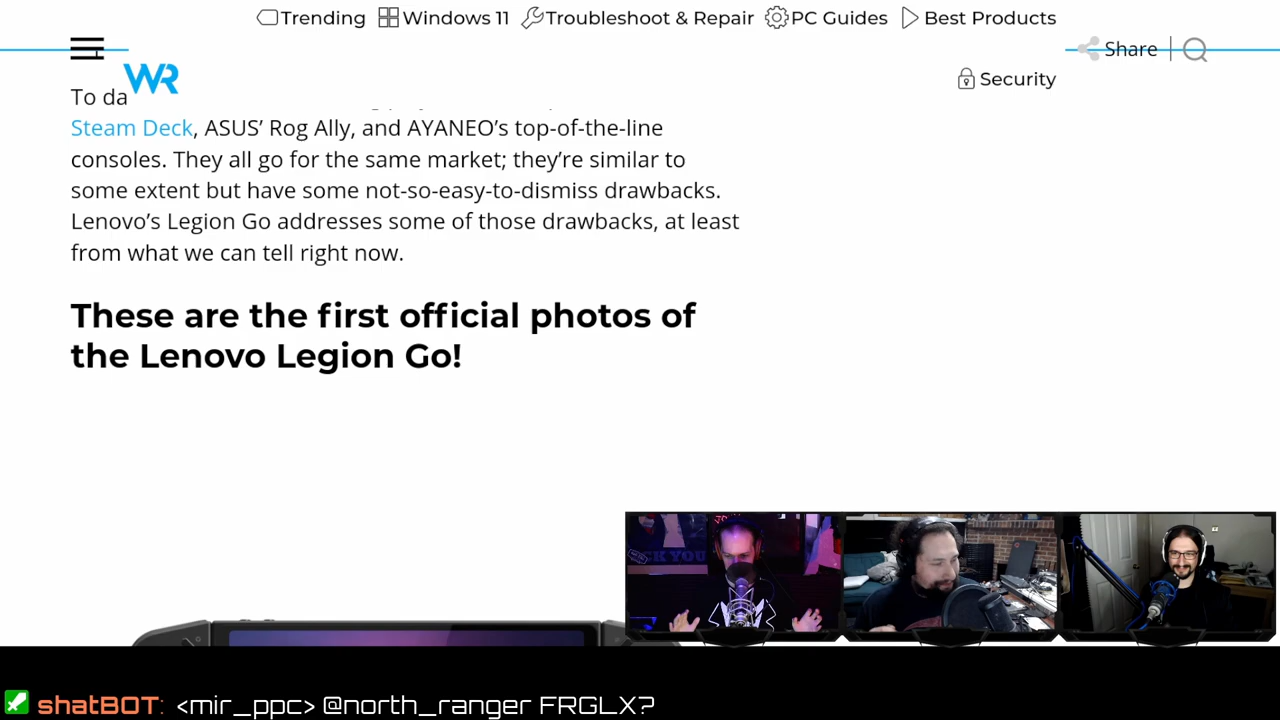 Trending Windows 11 Troubleshoot & Repair PC Guides Best Products
Share
WR
Security
To da
Steam Deck, ASUS’ Rog Ally, and AYANEO’s top-of-the-line
consoles. They all go for the same market; they’re similar to
some extent but have some not-so-easy-to-dismiss drawbacks.
Lenovo’s Legion Go addresses some of those drawbacks, at least
from what we can tell right now.
These are the first official photos of
the Lenovo Legion Go!
CK YOU
shatBOT: <mir_ppc> @north_ranger FRGLX?